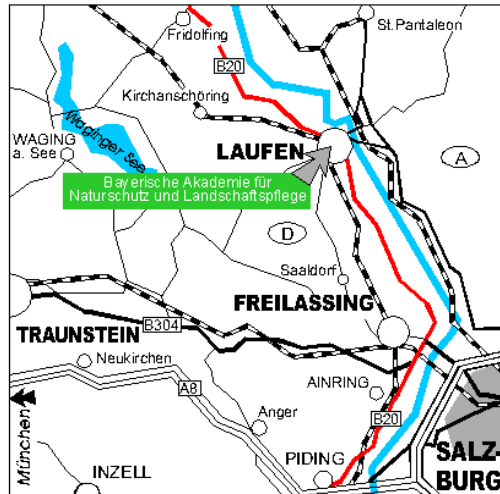 Fridolfing
St.Pantaleon
B20
Kirchanschöring
WAGING
a. See
Waginger See
LAUFEN
A
Bayerische Akademie für
Naturschutz und Landschaftspflege
D
Saaldorf
FREILASSING
B304
TRAUNSTEIN
Neukirchen
A8
AINRING
München
Anger
B20
SALZ-
BURG
PIDING
INZELL